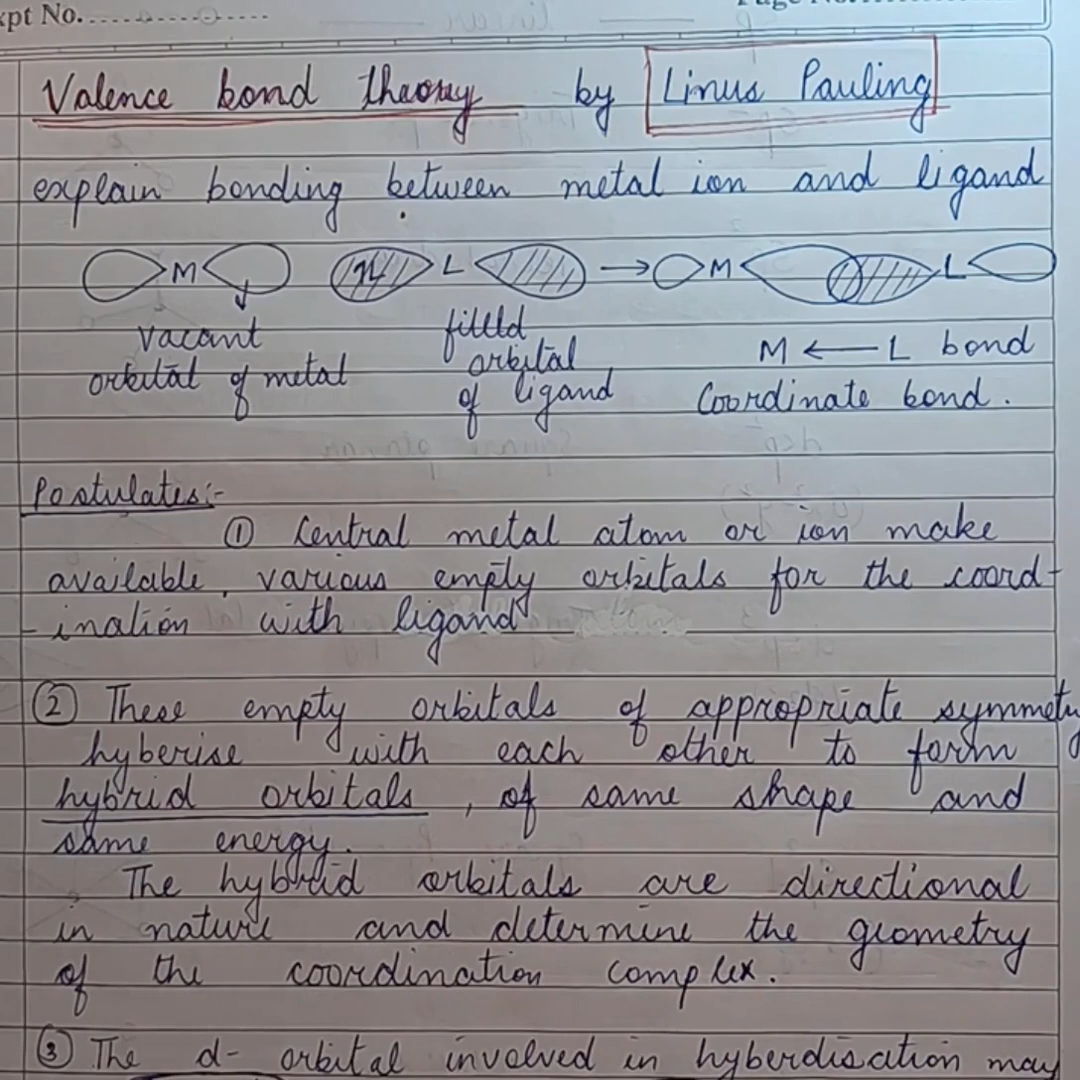 xpt No.
Page No.
Valence bond theory by Linus Pauling
explain bonding between metal ion and ligand
M L → M L
vacant
orbital of metal
filled
orbital
of ligand
M ← L bond
Coordinate bond.
Postulates:-
① Central metal atom or ion make
available, various empty orbitals for the coord-
-ination with ligand
② These empty orbitals of appropriate symmetry
hyberise with each other to form
hybrid orbitals, of same shape and
same energy.
The hybrid orbitals are directional
in nature and determine the geometry
of the coordination complex.
③ The d- orbital involved in hyberdisation may